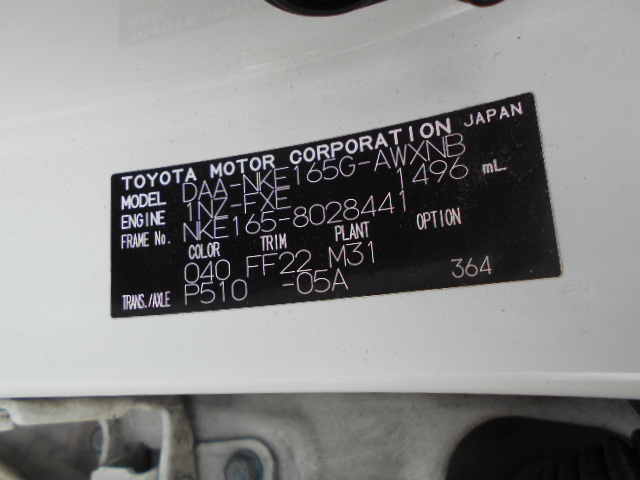 TOYOTA MOTOR CORPORATION JAPAN
MODEL DAA-NKE165G-AWXNB
ENGINE 1NZ-FXE 1496 mL
FRAME No. NKE165-8028441
COLOR TRIM PLANT OPTION
040 FF22 M31
TRANS./AXLE P510 -05A 364